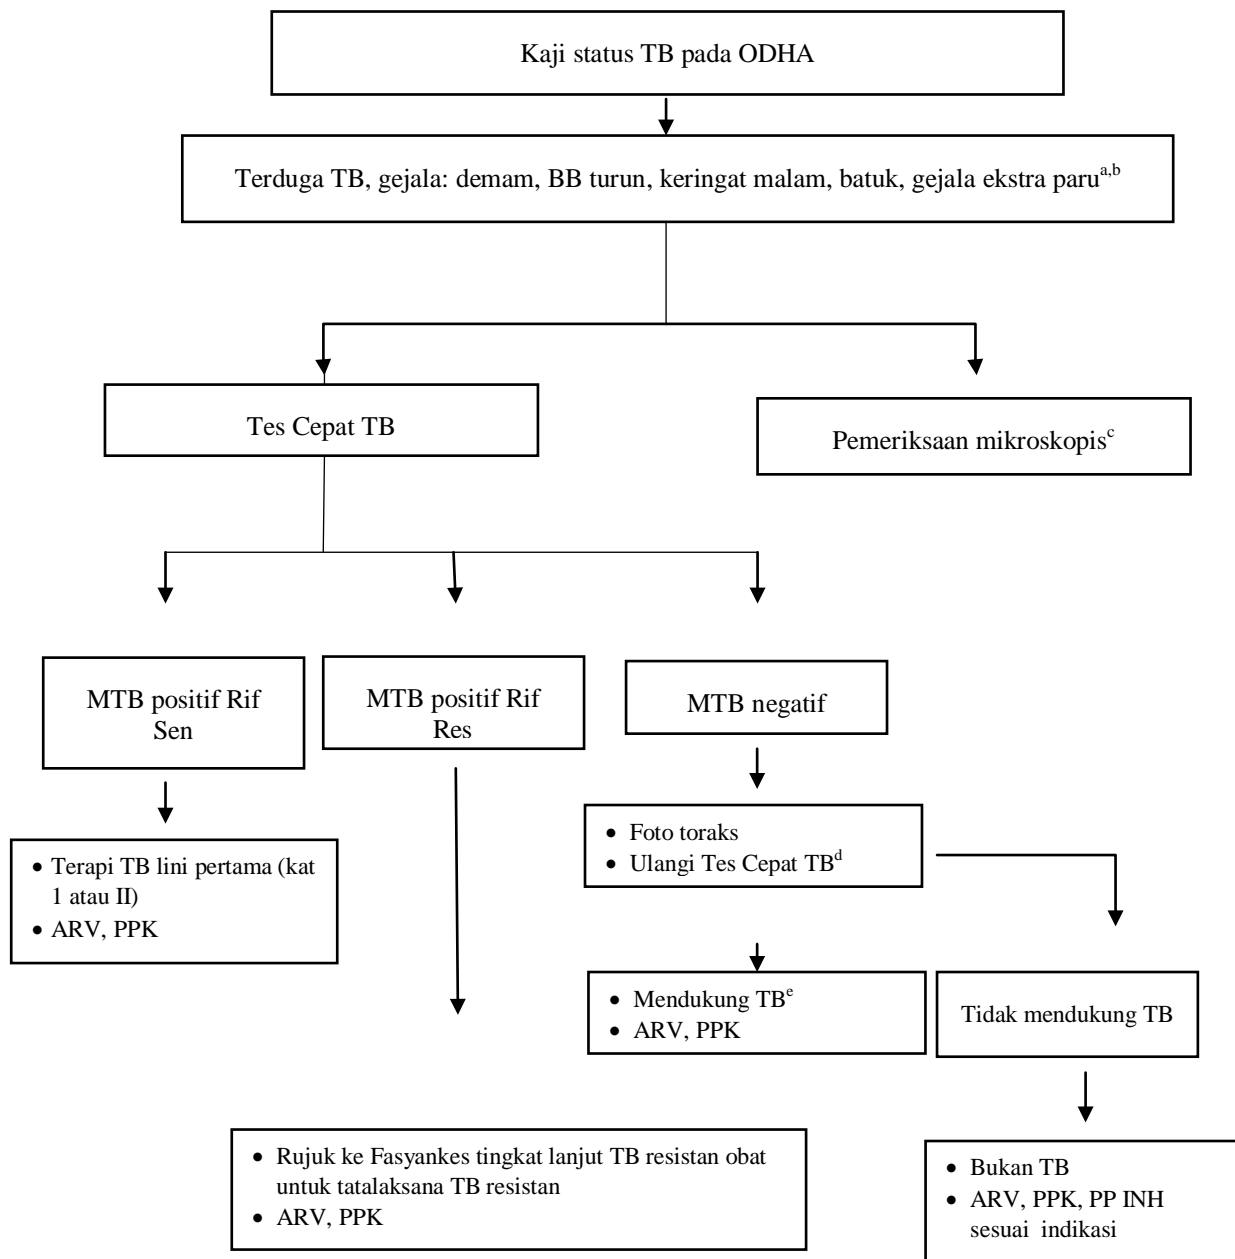 Kaji status TB pada ODHA
Terduga TB, gejala: demam, BB turun, keringat malam, batuk, gejala ekstra paru^a,b
Tes Cepat TB
Pemeriksaan mikroskopis^c
MTB positif Rif
Sen
MTB positif Rif
Res
MTB negatif
• Terapi TB lini pertama (kat
1 atau II)
• ARV, PPK
• Foto toraks
• Ulangi Tes Cepat TB^d
• Mendukung TB^e
• ARV, PPK
Tidak mendukung TB
• Rujuk ke Fasyankes tingkat lanjut TB resistan obat
untuk tatalaksana TB resistan
• ARV, PPK
• Bukan TB
• ARV, PPK, PP INH
sesuai indikasi